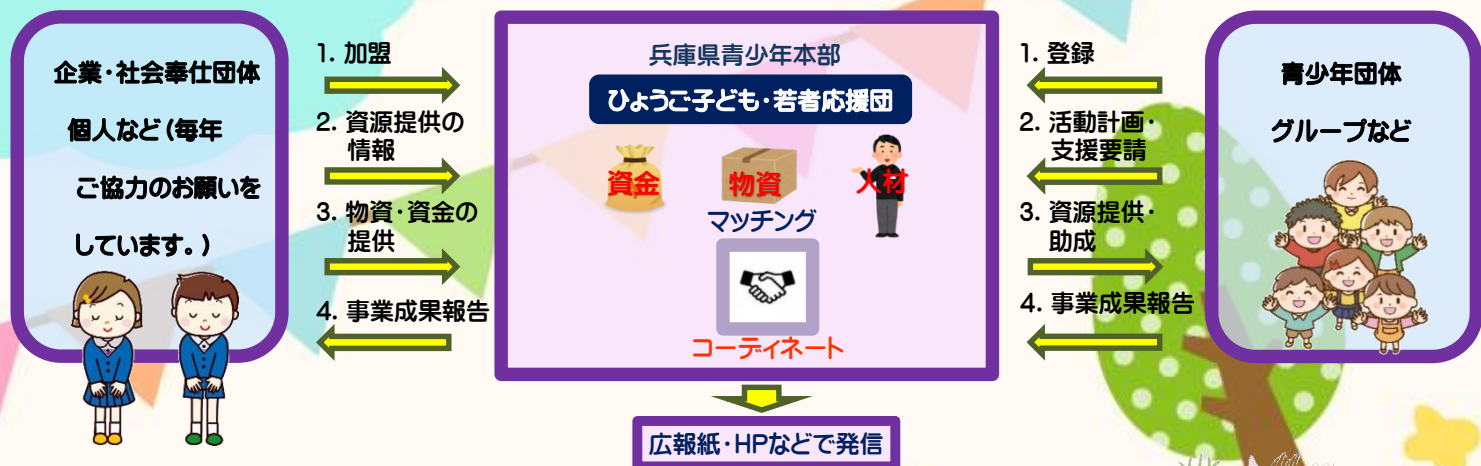 企業・社会奉仕団体
個人など(毎年
ご協力のお願いを
しています。)
1. 加盟
2. 資源提供の
情報
3. 物資・資金の
提供
4. 事業成果報告
兵庫県青少年本部
ひょうご子ども・若者応援団
資金
物資
人材
マッチング
コーディネート
1. 登録
2. 活動計画・
支援要請
3. 資源提供・
助成
4. 事業成果報告
青少年団体
グループなど
広報紙・HPなどで発信